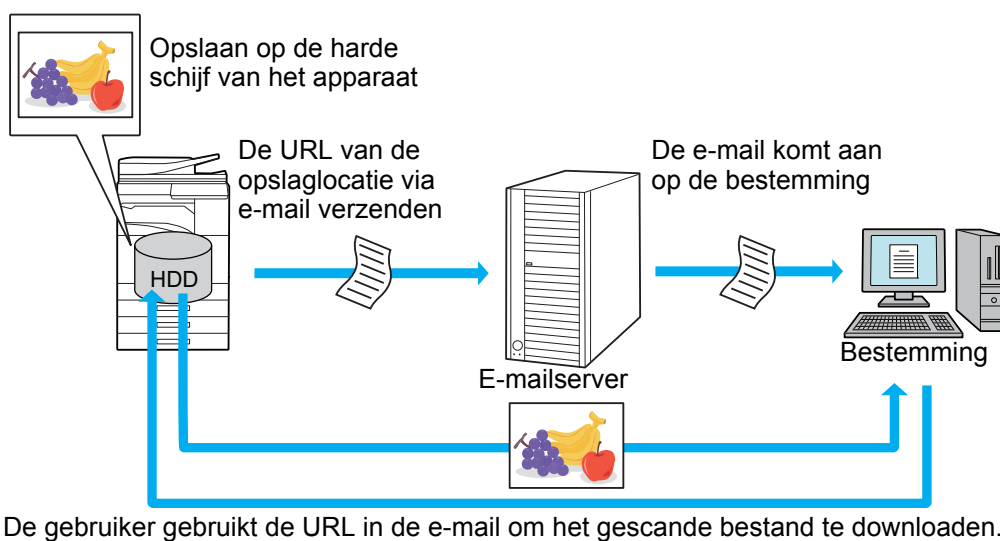 Opslaan op de harde
schijf van het apparaat
De URL van de
opslaglocatie via
e-mail verzenden
De e-mail komt aan
op de bestemming
HDD
Bestemming
E-mailserver
De gebruiker gebruikt de URL in de e-mail om het gescande bestand te downloaden.